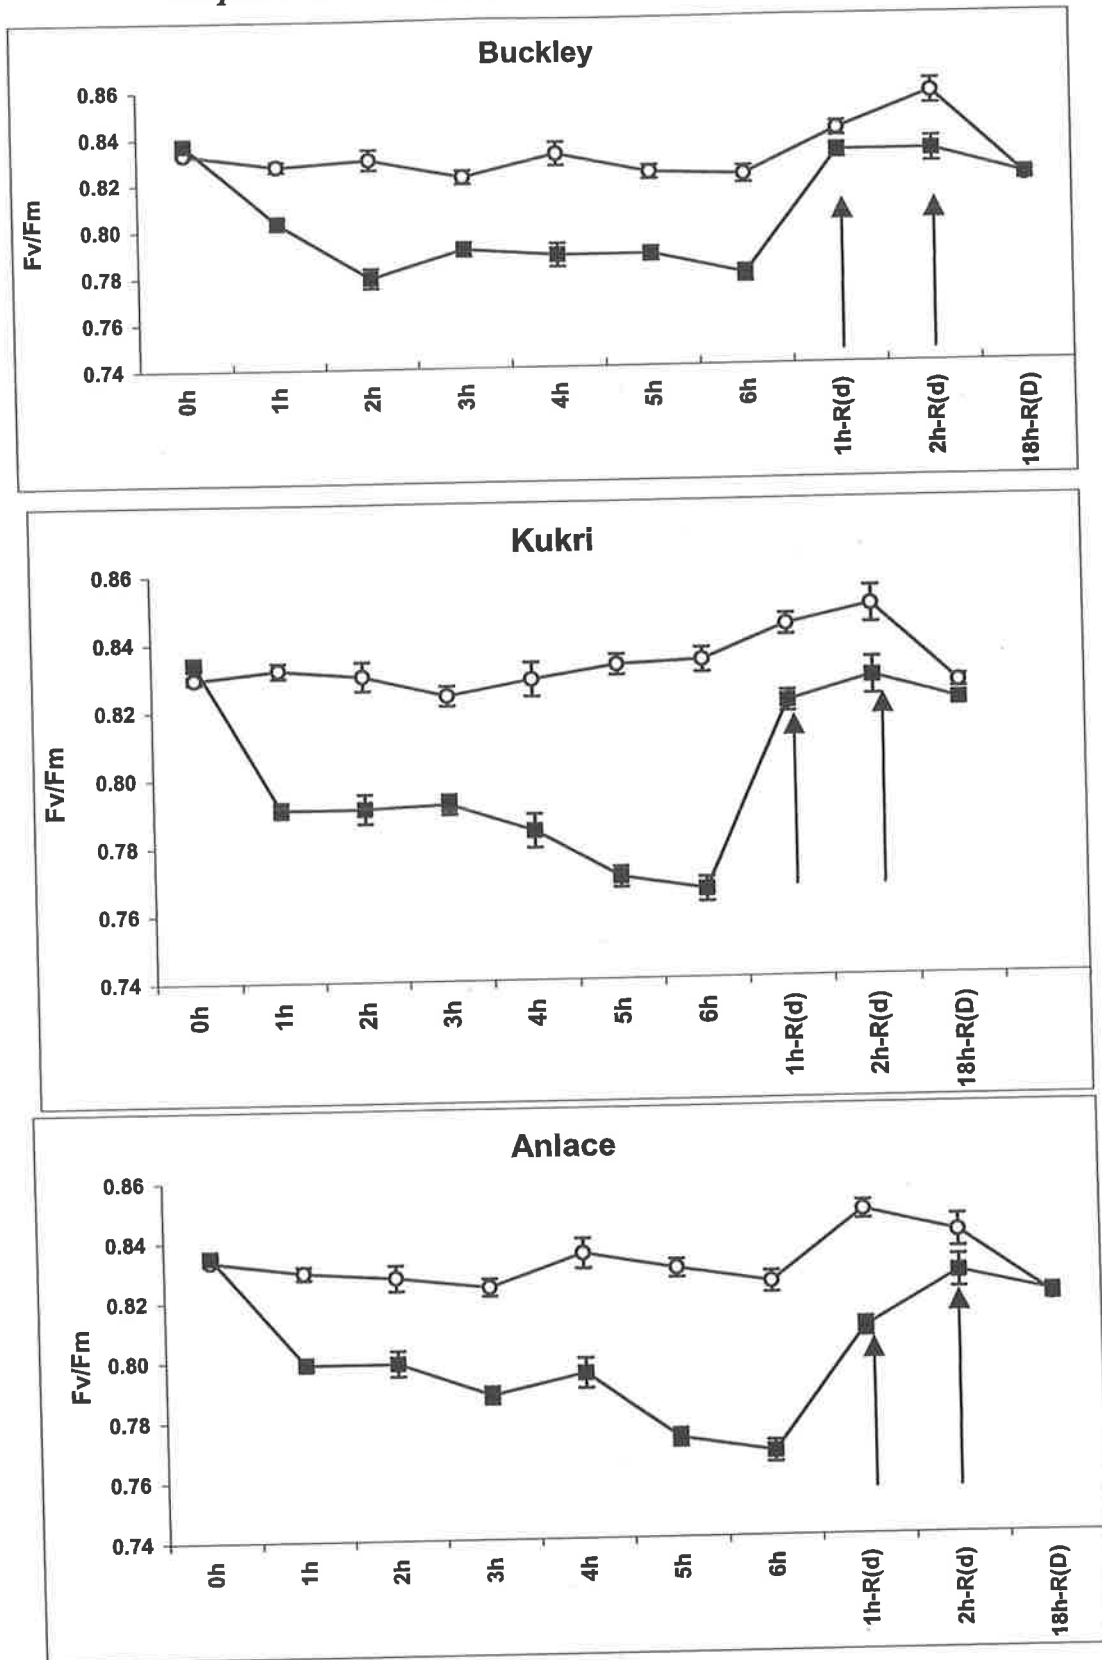 Buckley
0.86
0.84
0.82
0.80
0.78
0.76
0.74
Fv/Fm
0h
1h
2h
3h
4h
5h
6h
1h-R(d)
2h-R(d)
18h-R(D)
Kukri
0.86
0.84
0.82
0.80
0.78
0.76
0.74
Fv/Fm
0h
1h
2h
3h
4h
5h
6h
1h-R(d)
2h-R(d)
18h-R(D)
Anlace
0.86
0.84
0.82
0.80
0.78
0.76
0.74
Fv/Fm
0h
1h
2h
3h
4h
5h
6h
1h-R(d)
2h-R(d)
18h-R(D)